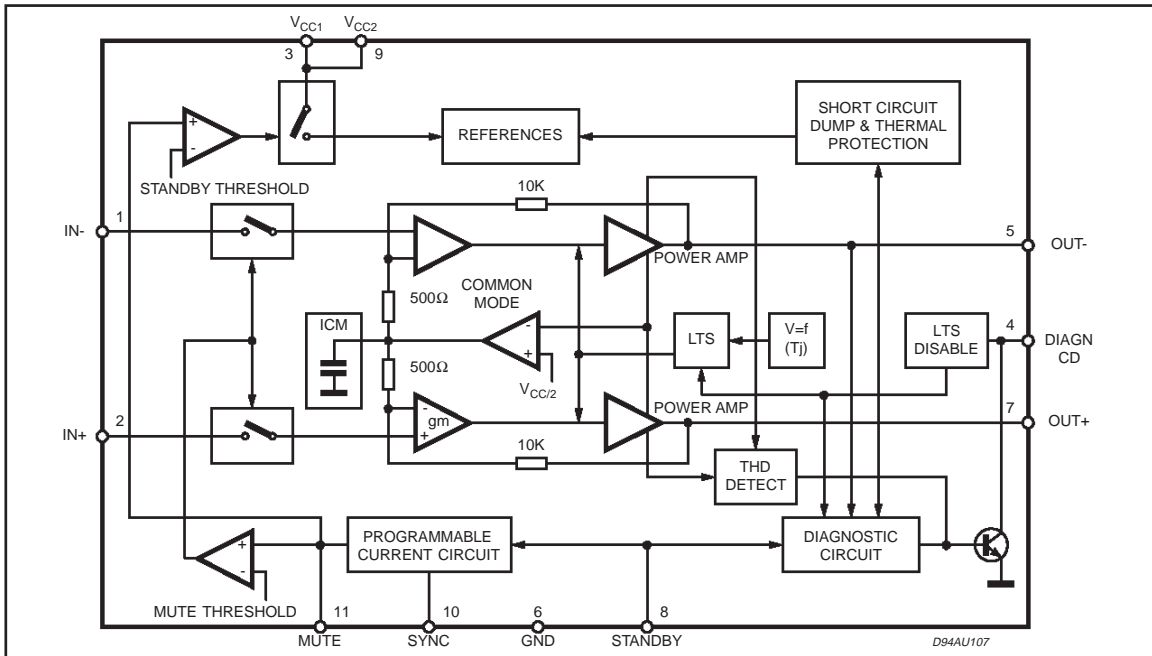 VCC1 VCC2
3 9
STANDBY THRESHOLD
+
-
REFERENCES
SHORT CIRCUIT
DUMP & THERMAL
PROTECTION
10K
IN- 1
5 OUT-
POWER AMP
500Ω
COMMON
MODE
ICM
-
+
VCC/2
LTS
V=f
(Tj)
LTS
DISABLE
4 DIAGN
CD
500Ω
POWER AMP
7 OUT+
IN+ 2
-
gm
+
10K
THD
DETECT
+
-
MUTE THRESHOLD
PROGRAMMABLE
CURRENT CIRCUIT
DIAGNOSTIC
CIRCUIT
11 10 6 8
MUTE SYNC GND STANDBY
D94AU107